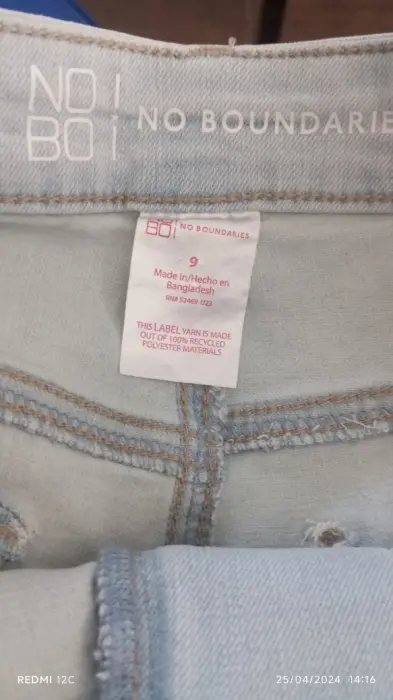 NO
BO
NO BOUNDARIE
NO BOUNDARIES
9
Made In/Hecho en
Bangladesh
THIS LABEL YARN IS MADE
OUT OF 100% RECYCLED
POLYESTER MATERIALS
REDMI 12C
25/04/2024 14:16